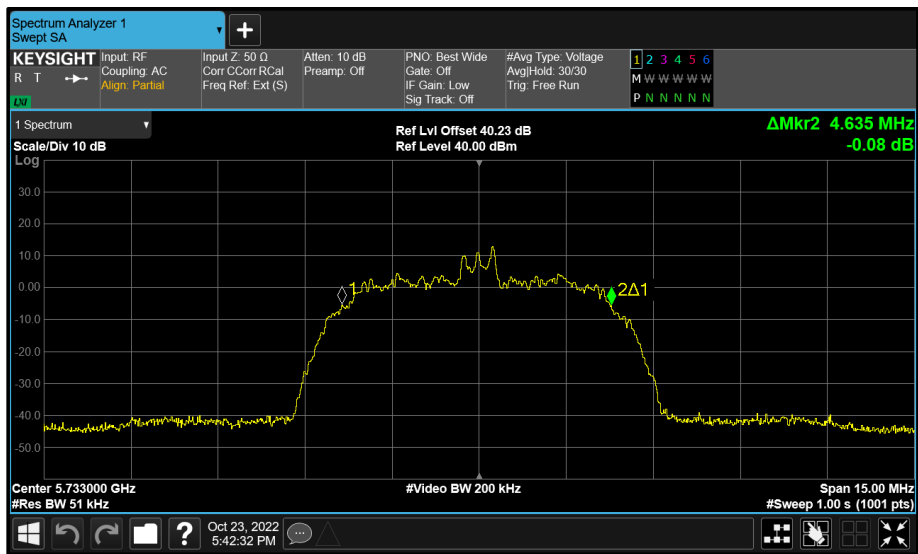 Spectrum Analyzer 1
Swept SA
KEYSIGHT
R T
LXI
Input: RF
Coupling: AC
Align: Partial
Input Z: 50 Ω
Corr CCorr RCal
Freq Ref: Ext (S)
Atten: 10 dB
Preamp: Off
PNO: Best Wide
Gate: Off
IF Gain: Low
Sig Track: Off
#Avg Type: Voltage
Avg|Hold: 30/30
Trig: Free Run
1 2 3 4 5 6
M W W W W W
P N N N N N
1 Spectrum
Scale/Div 10 dB
Log
Ref Lvl Offset 40.23 dB
Ref Level 40.00 dBm
ΔMkr2 4.635 MHz
-0.08 dB
30.0
20.0
10.0
0.00
-10.0
-20.0
-30.0
-40.0
-50.0
1
2Δ1
Center 5.733000 GHz
#Res BW 51 kHz
#Video BW 200 kHz
Span 15.00 MHz
#Sweep 1.00 s (1001 pts)
?
Oct 23, 2022
5:42:32 PM